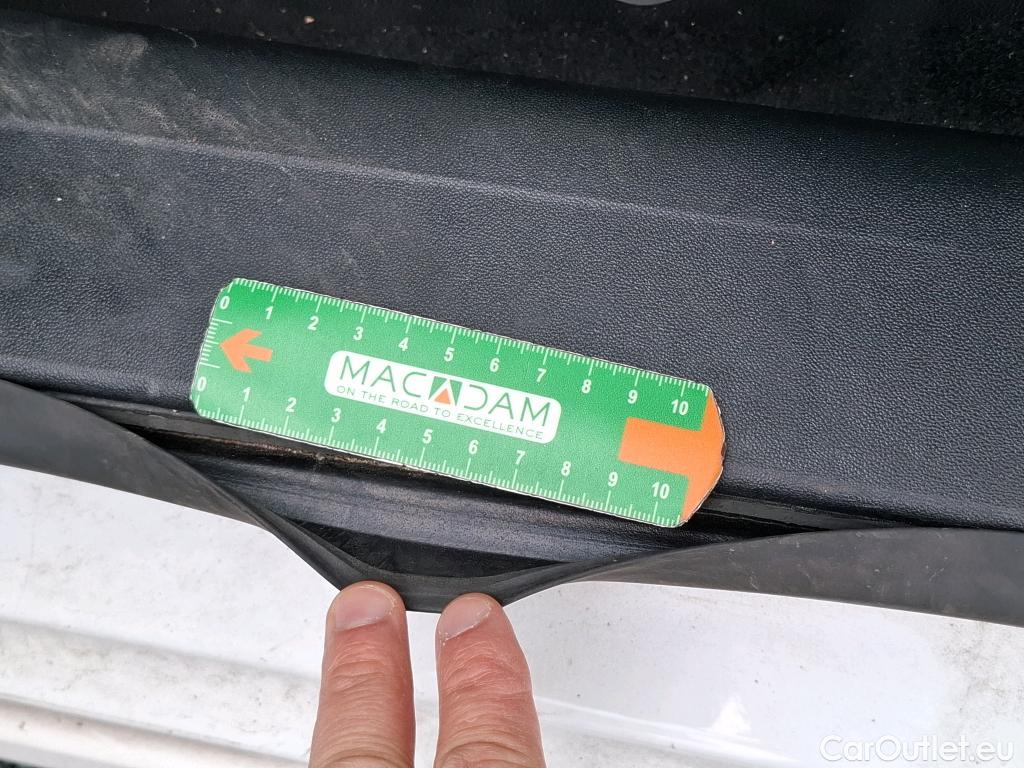 0 1 2 3 4 5 6 7 8 9 10
MACADAM
ON THE ROAD TO EXCELLENCE
0 1 2 3 4 5 6 7 8 9 10
CarOutlet.eu